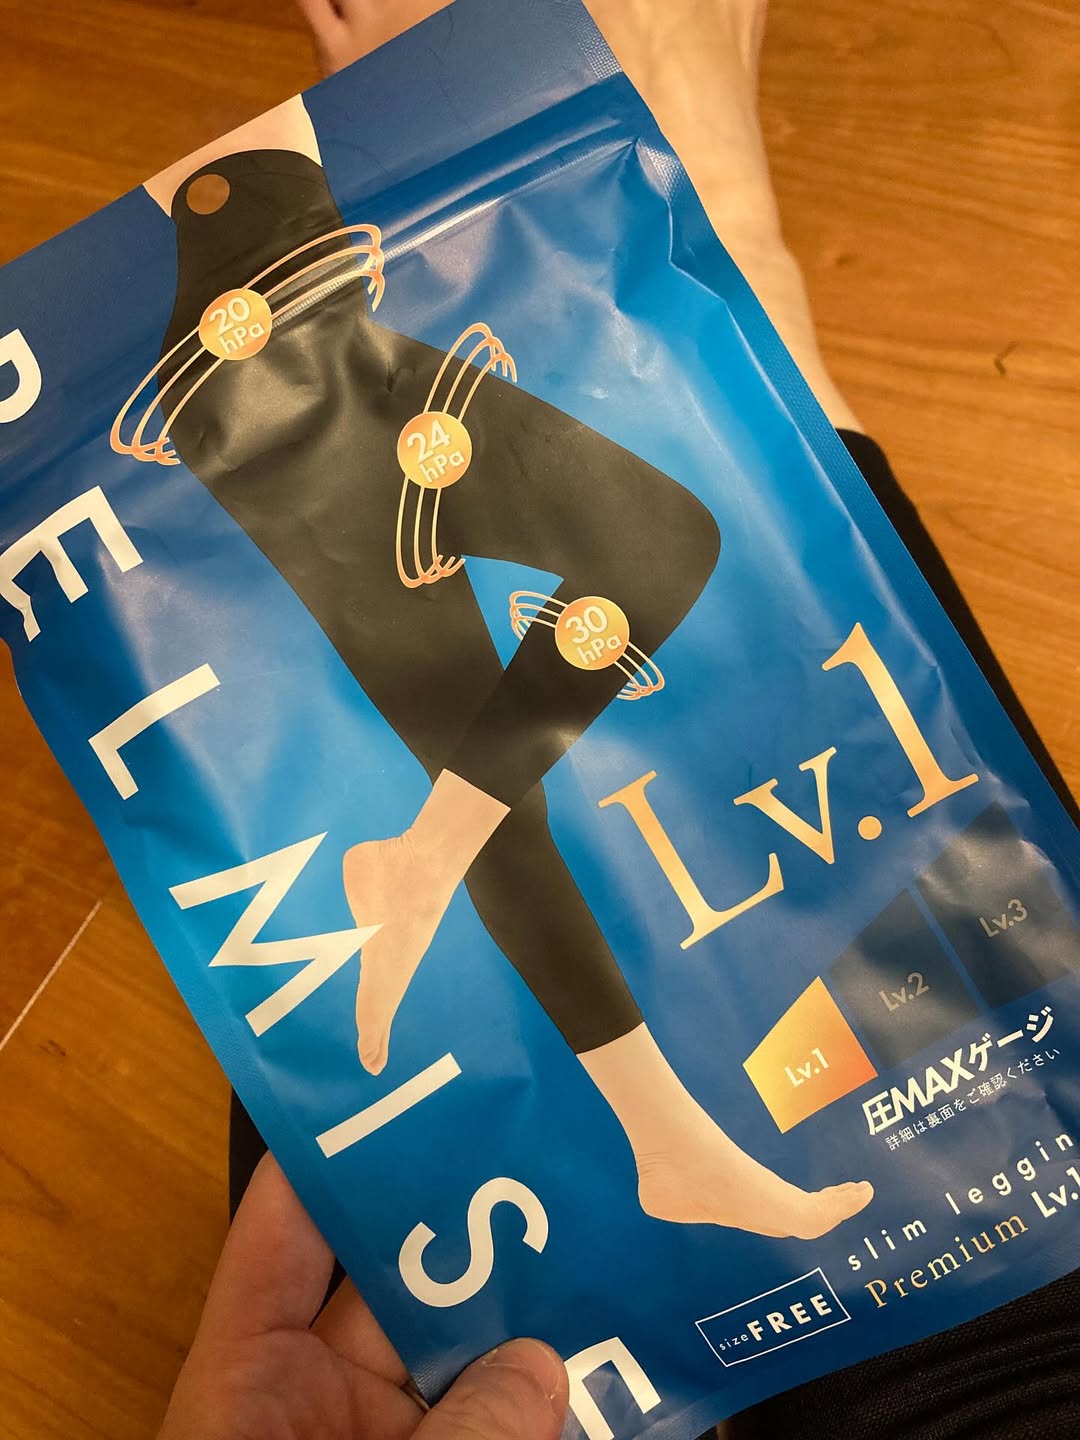 BELMISE
20
hPa
24
hPa
30
hPa
Lv.1
Lv.1
Lv.2
Lv.3
圧MAXゲージ
詳細は裏面をご確認ください
slim leggin
Premium Lv.1
size FREE